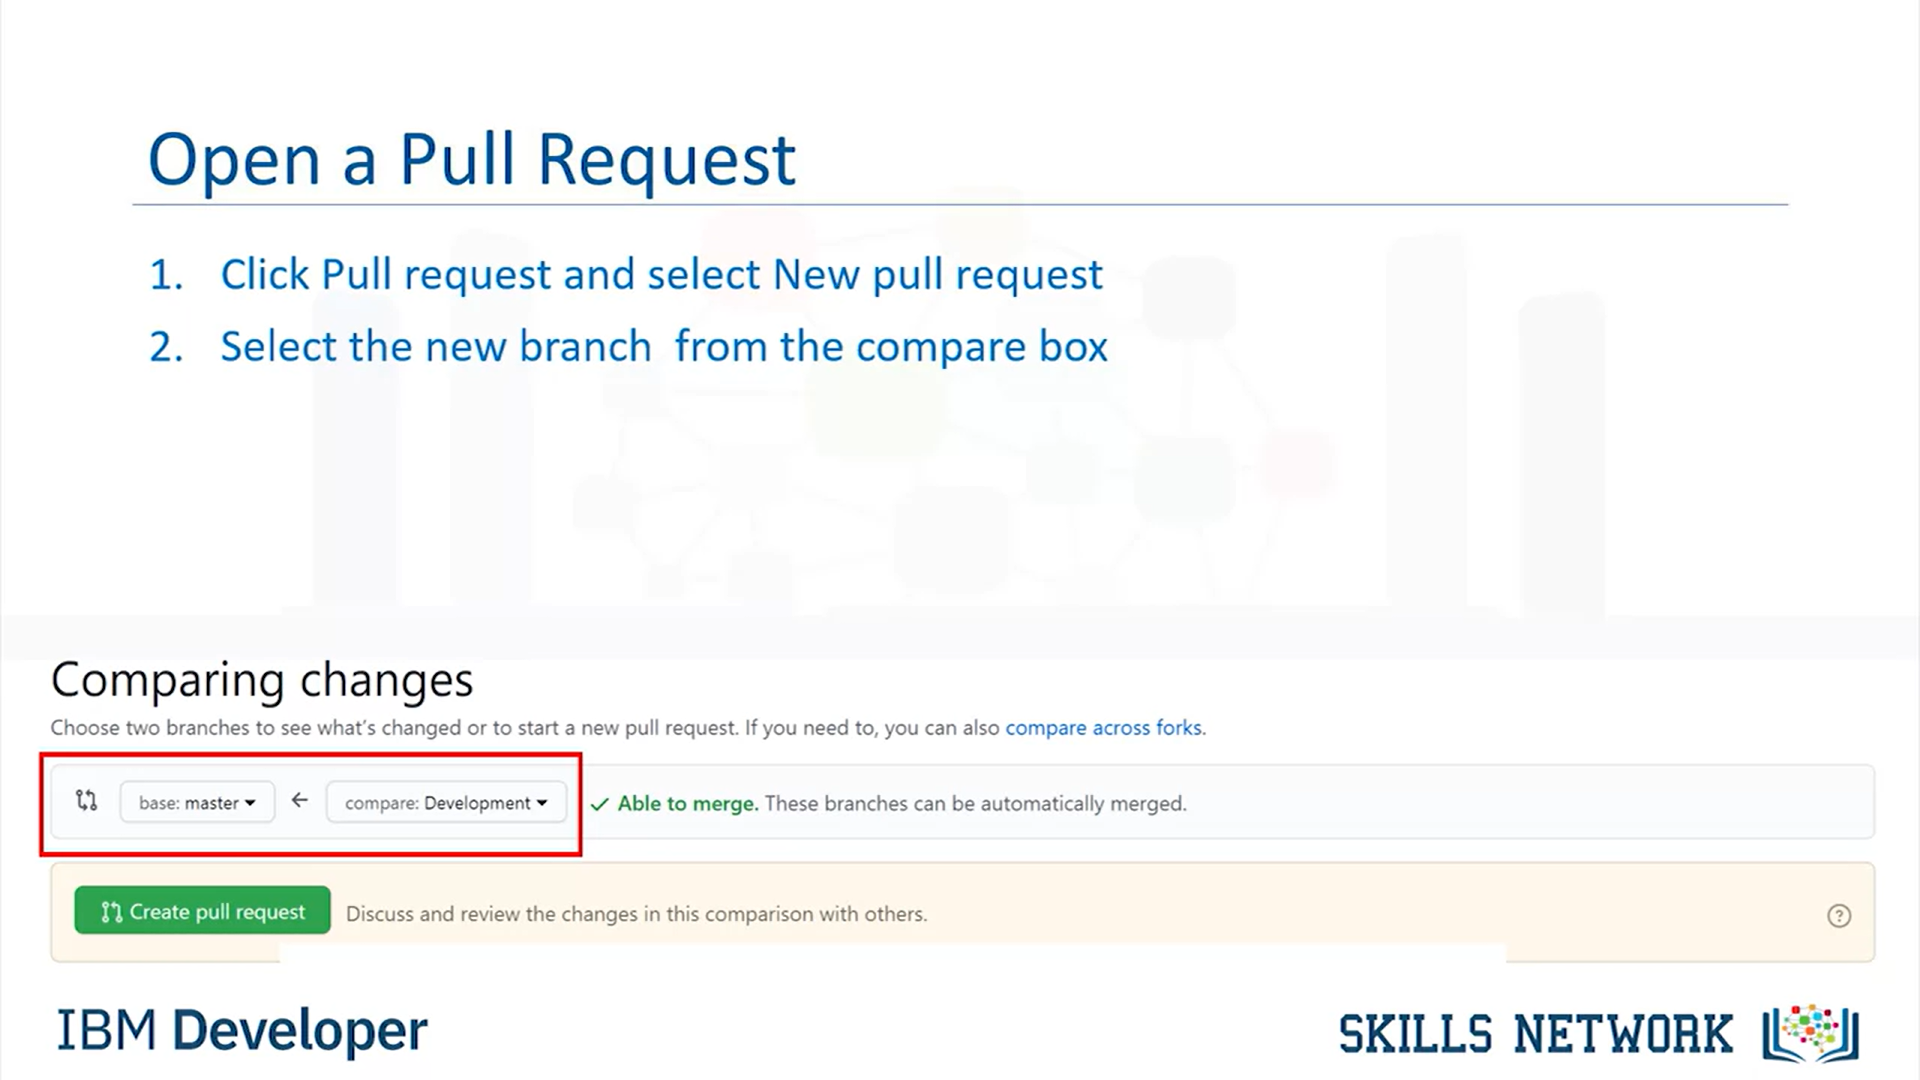 Open a Pull Request
1. Click Pull request and select New pull request
2. Select the new branch  from the compare box
Comparing changes
Choose two branches to see what's changed or to start a new pull request. If you need to, you can also compare across forks.
base: master compare: Development Able to merge. These branches can be automatically merged.
Create pull request Discuss and review the changes in this comparison with others.
IBM Developer SKILLS NETWORK